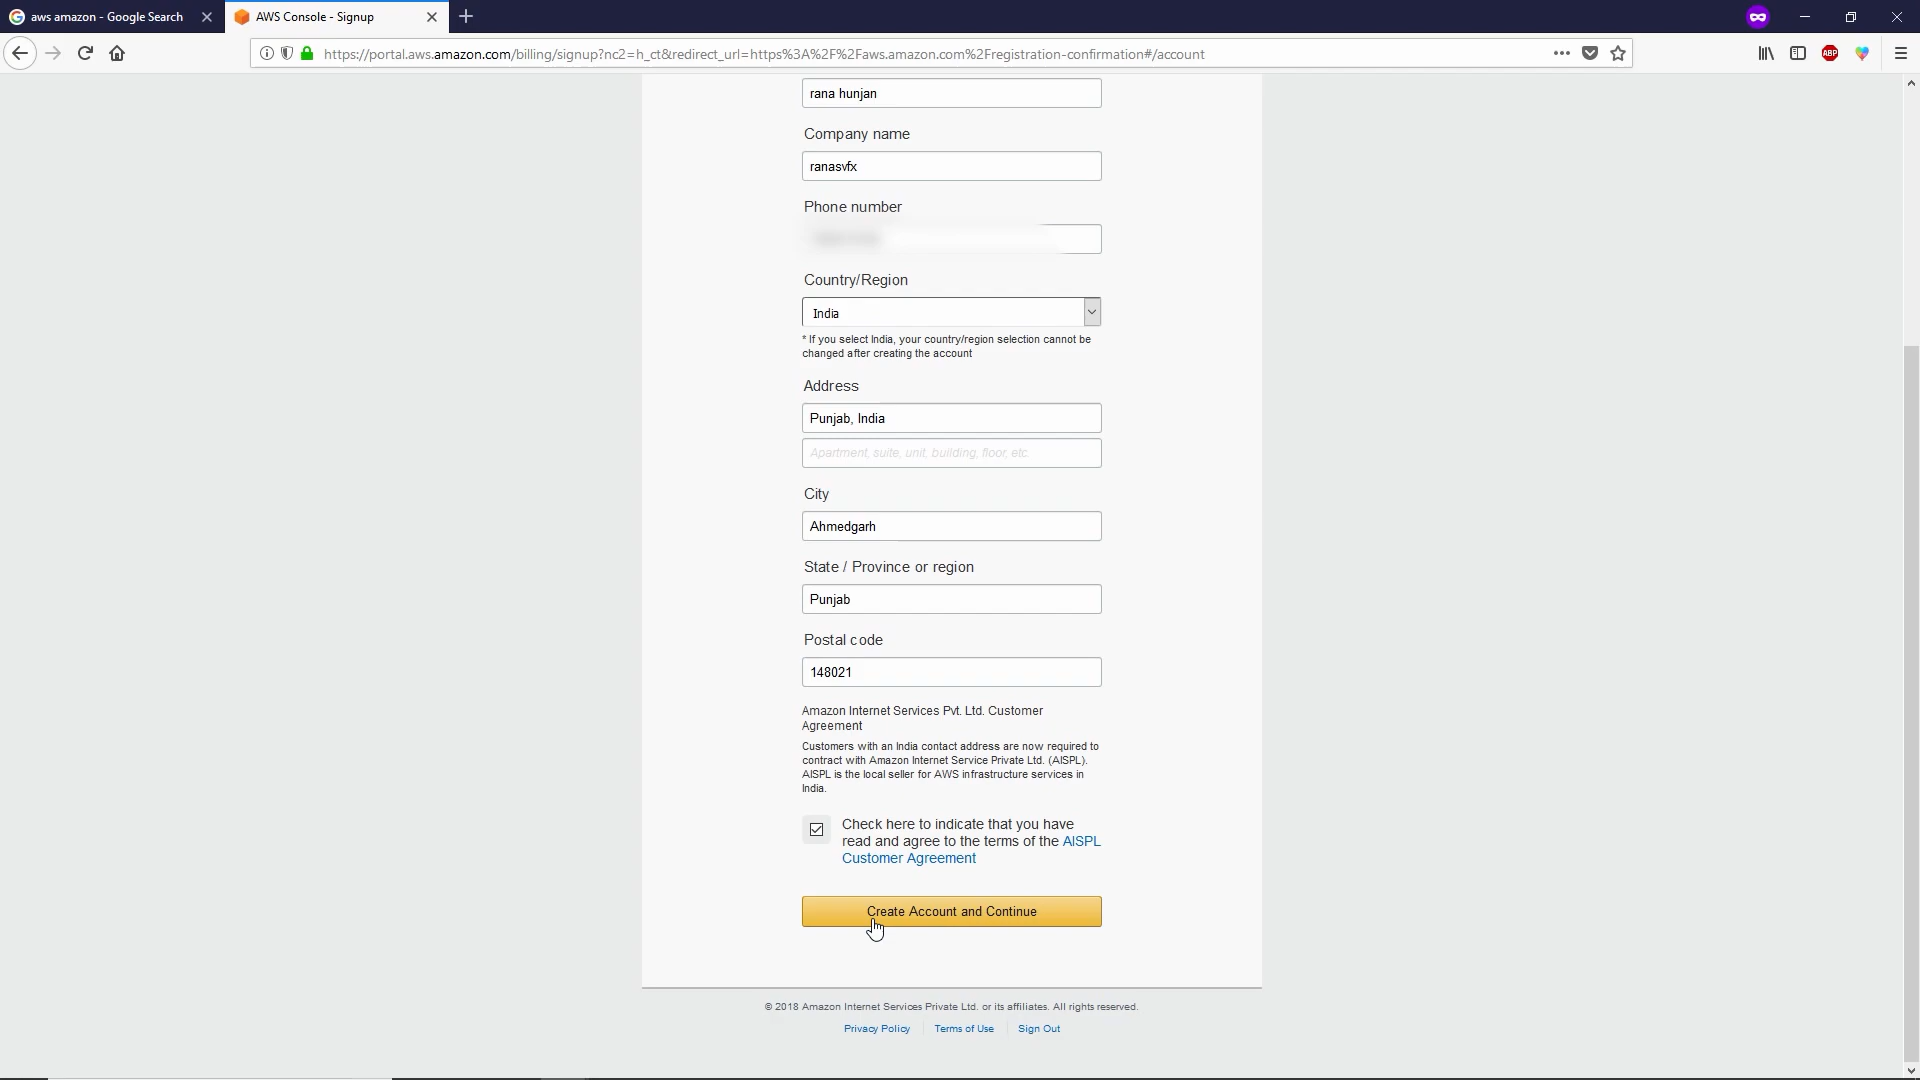 aws amazon - Google Search
AWS Console - Signup
https://portal.aws.amazon.com/billing/signup?nc2=h_ct&redirect_url=https%3A%2F%2Faws.amazon.com%2Fregistration-confirmation#/account
ABP
rana hunjan
Company name
ranasvfx
Phone number
Country/Region
India
* If you select India, your country/region selection cannot be
changed after creating the account
Address
Punjab, India
Apartment, suite, unit, building, floor, etc.
City
Ahmedgarh
State / Province or region
Punjab
Postal code
148021
Amazon Internet Services Pvt. Ltd. Customer
Agreement
Customers with an India contact address are now required to
contract with Amazon Internet Service Private Ltd. (AISPL).
AISPL is the local seller for AWS infrastructure services in
India.
Check here to indicate that you have
read and agree to the terms of the AISPL
Customer Agreement
Create Account and Continue
© 2018 Amazon Internet Services Private Ltd. or its affiliates. All rights reserved.
Privacy Policy Terms of Use Sign Out